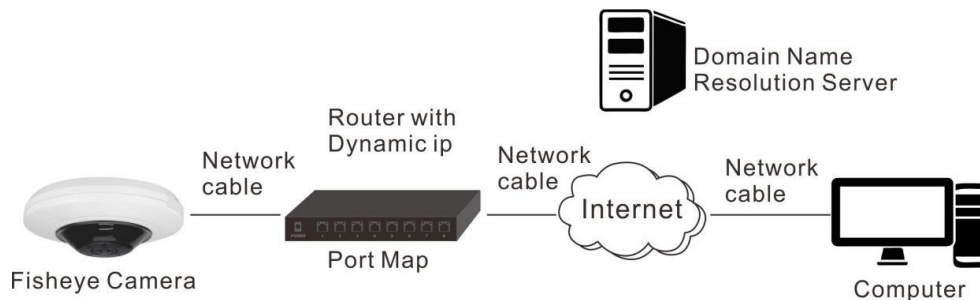 Domain Name
Resolution Server
Router with
Dynamic ip
Network
cable
Network
cable
Network
cable
Internet
Port Map
Fisheye Camera
Computer